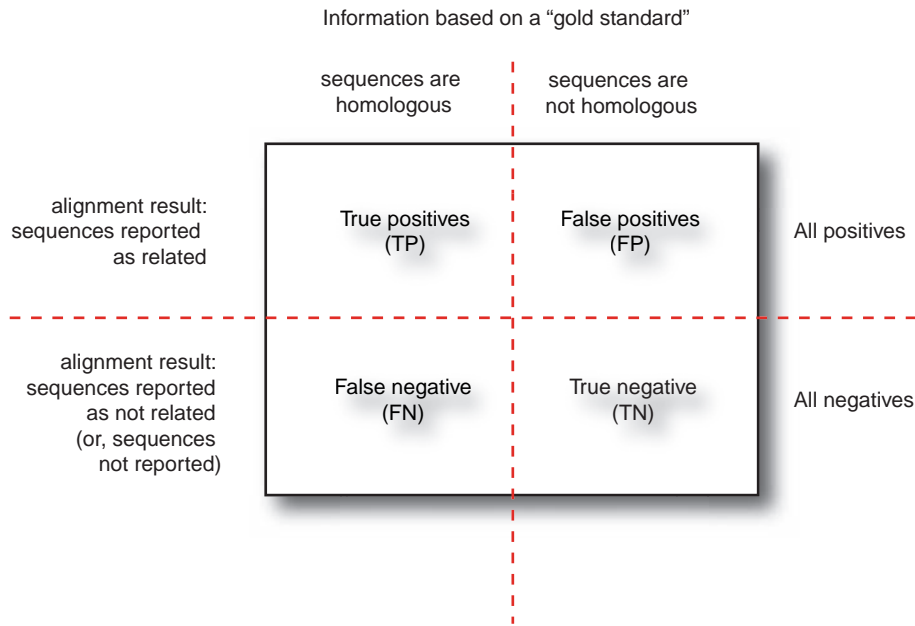 Information based on a “gold standard”
sequences are
homologous
sequences are
not homologous
alignment result:
sequences reported
as related
True positives
(TP)
False positives
(FP)
All positives
alignment result:
sequences reported
as not related
(or, sequences
not reported)
False negative
(FN)
True negative
(TN)
All negatives